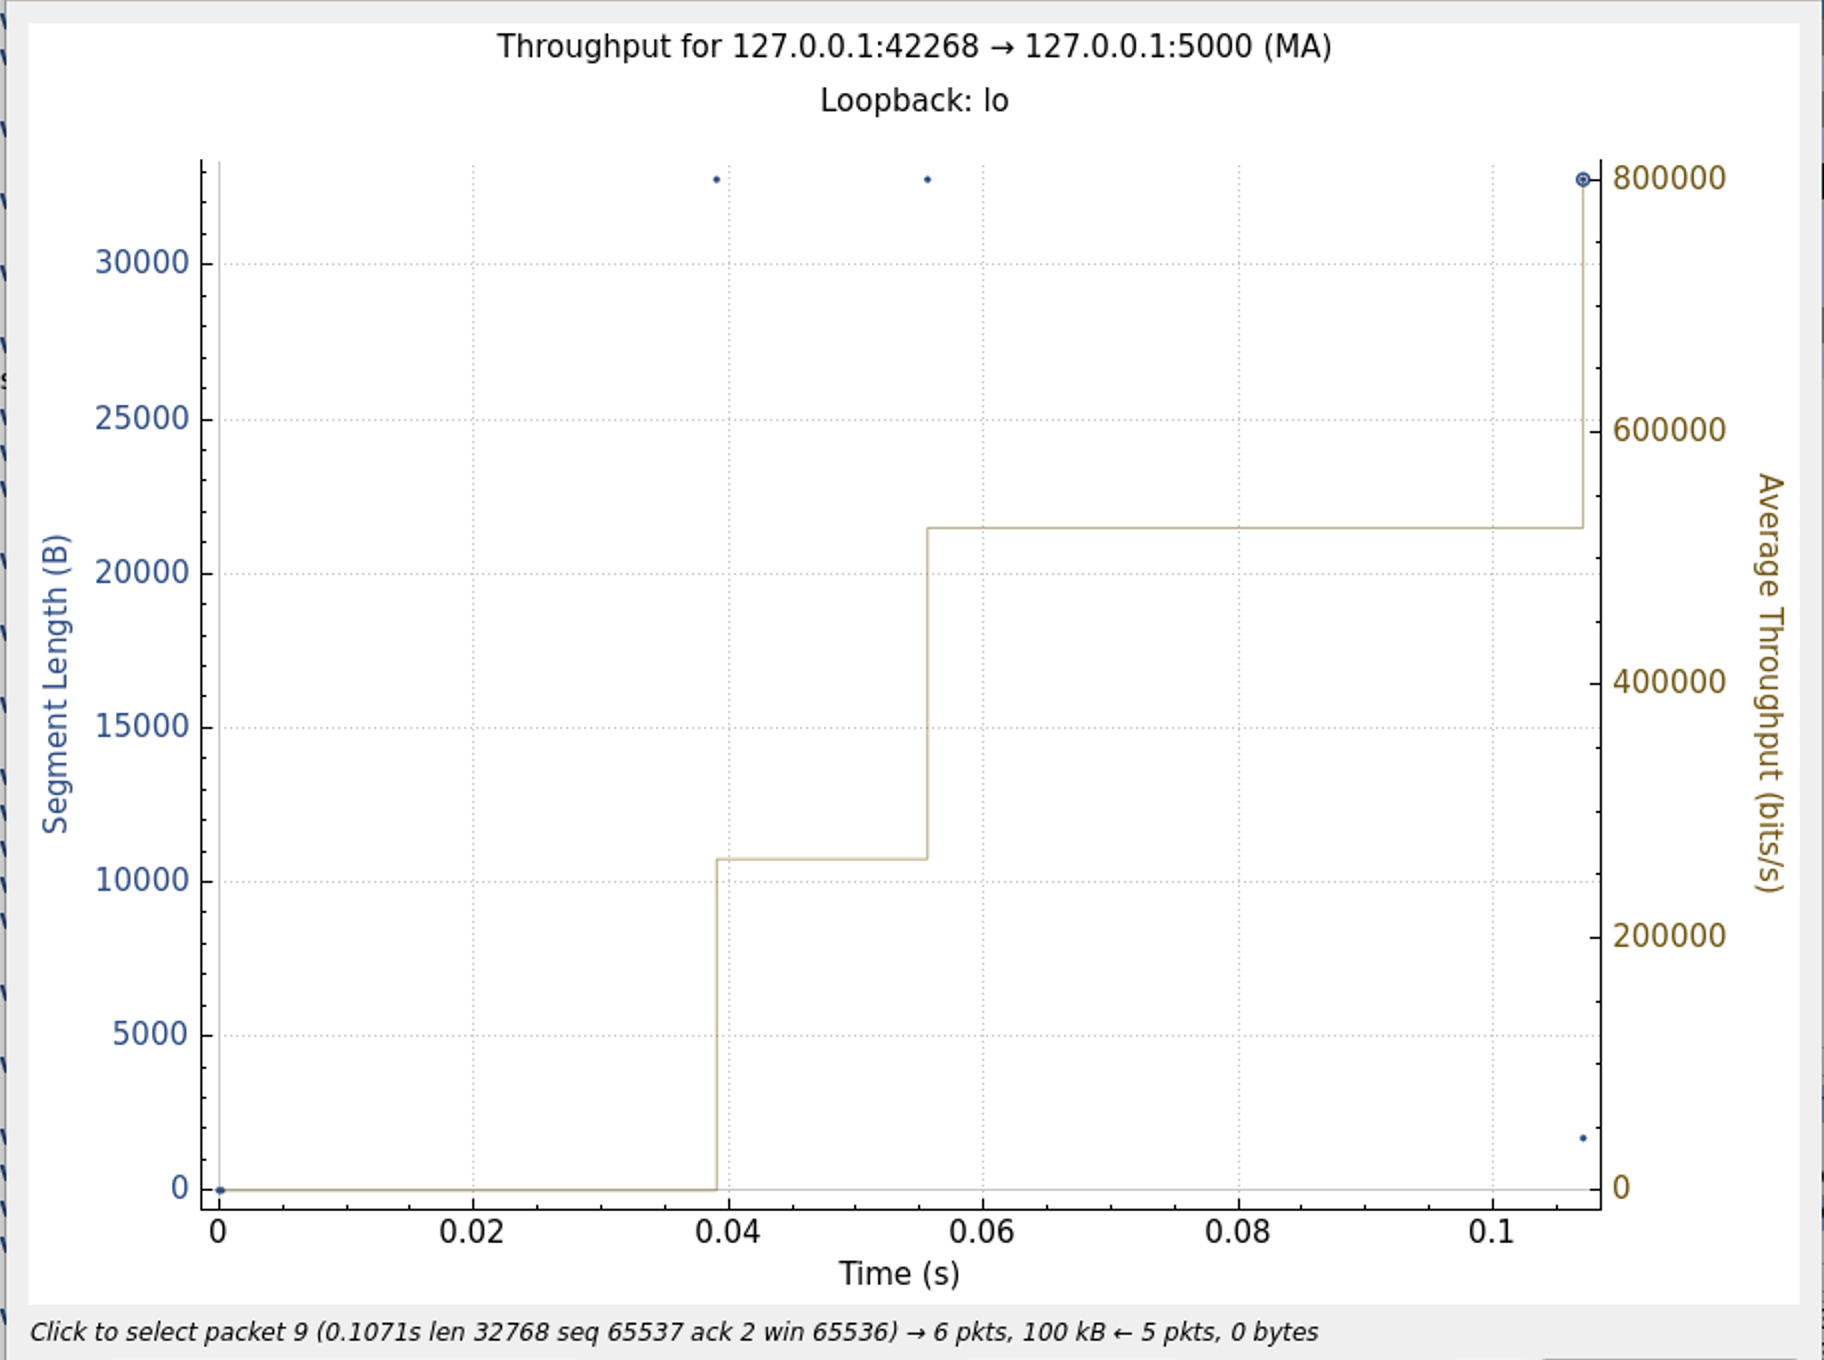 Throughput for 127.0.0.1:42268 → 127.0.0.1:5000 (MA)
Loopback: lo
Segment Length (B)
30000
25000
20000
15000
10000
5000
0
800000
600000
400000
200000
0
Average Throughput (bits/s)
0 0.02 0.04 0.06 0.08 0.1
Time (s)
Click to select packet 9 (0.1071s len 32768 seq 65537 ack 2 win 65536) → 6 pkts, 100 kB ← 5 pkts, 0 bytes